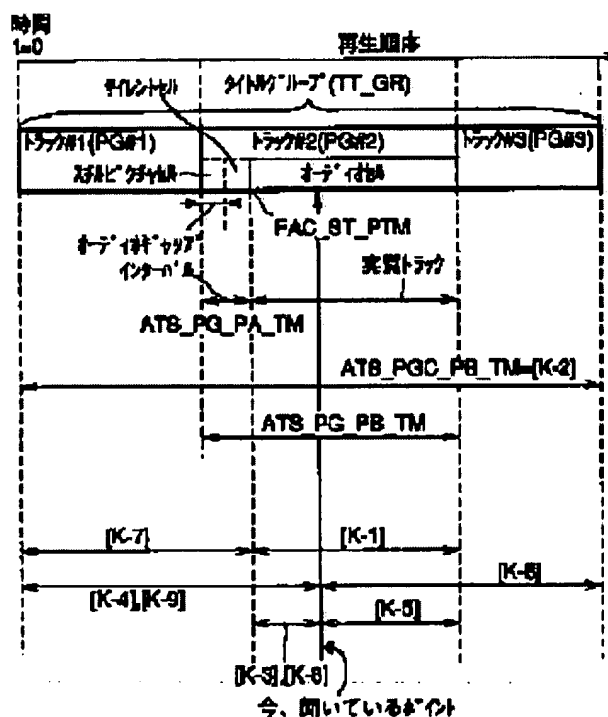 時間
t=0
再生順序
サイレントセル
タイトルグループ(TT_GR)
トラック#1(PG#1)
トラック#2(PG#2)
トラック#3(PG#3)
スチルピクチャセル
オーディオセル
FAC_ST_PTM
オーディオギャップ
インターバル
実質トラック
ATS_PG_PA_TM
ATS_PGC_PB_TM=[K-2]
ATS_PG_PB_TM
[K-7]
[K-1]
[K-4],[K-9]
[K-6]
[K-5]
[K-3],[K-8]
今、聞いているポイント